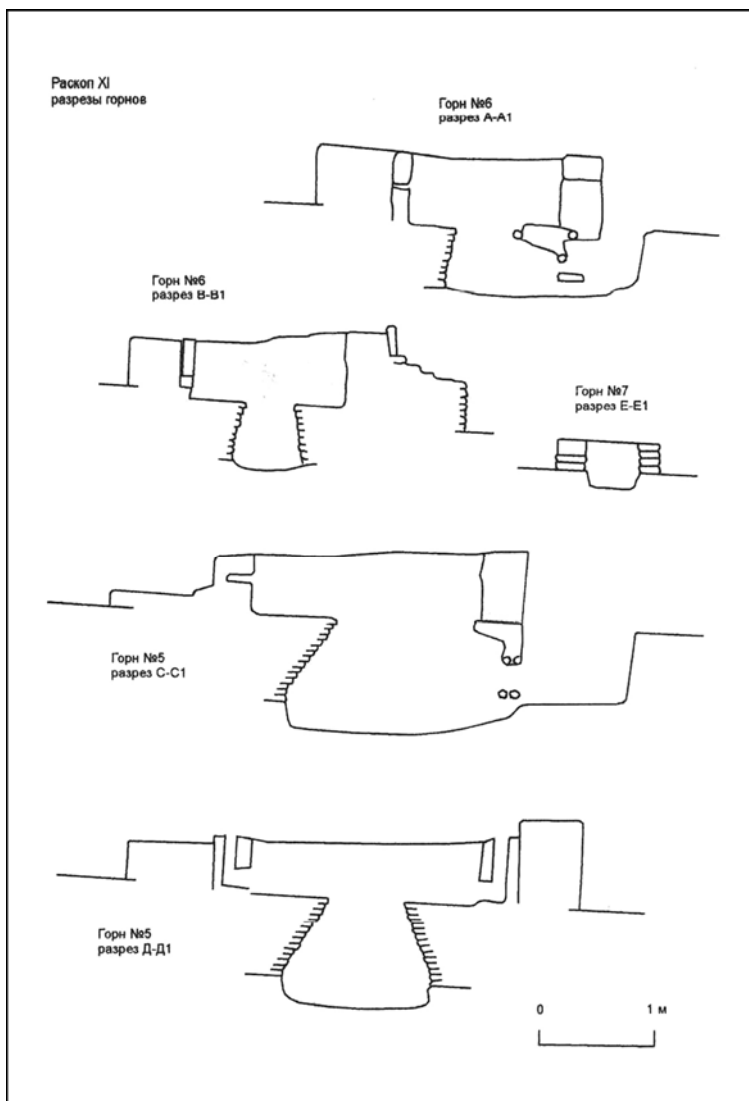 Раскоп XI
разрезы горнов
Горн №6
разрез А-А1
Горн №6
разрез В-В1
Горн №7
разрез Е-Е1
Горн №5
разрез С-С1
Горн №5
разрез Д-Д1
0 1 м